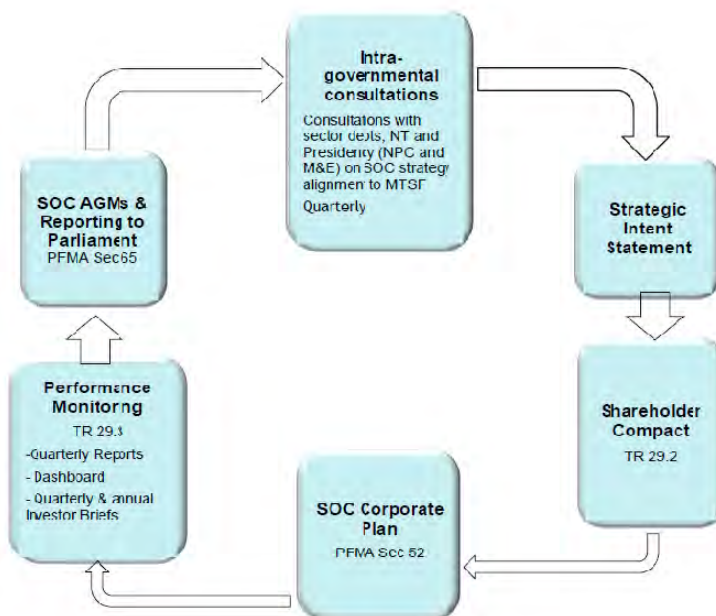 Intra-
governmental
consultations
Consultations with
sector depts, NT and
Presidency (NPC and
M&E) on SOC strategy
alignment to MTSF
Quarterly
Strategic
Intent
Statement
Shareholder
Compact
TR 29.2
SOC Corporate
Plan
PFMA Sec 52
Performance
Monitoring
TR 29.3
-Quarterly Reports
- Dashboard
- Quarterly & annual
Investor Briefs
SOC AGMs &
Reporting to
Parliament
PFMA Sec65